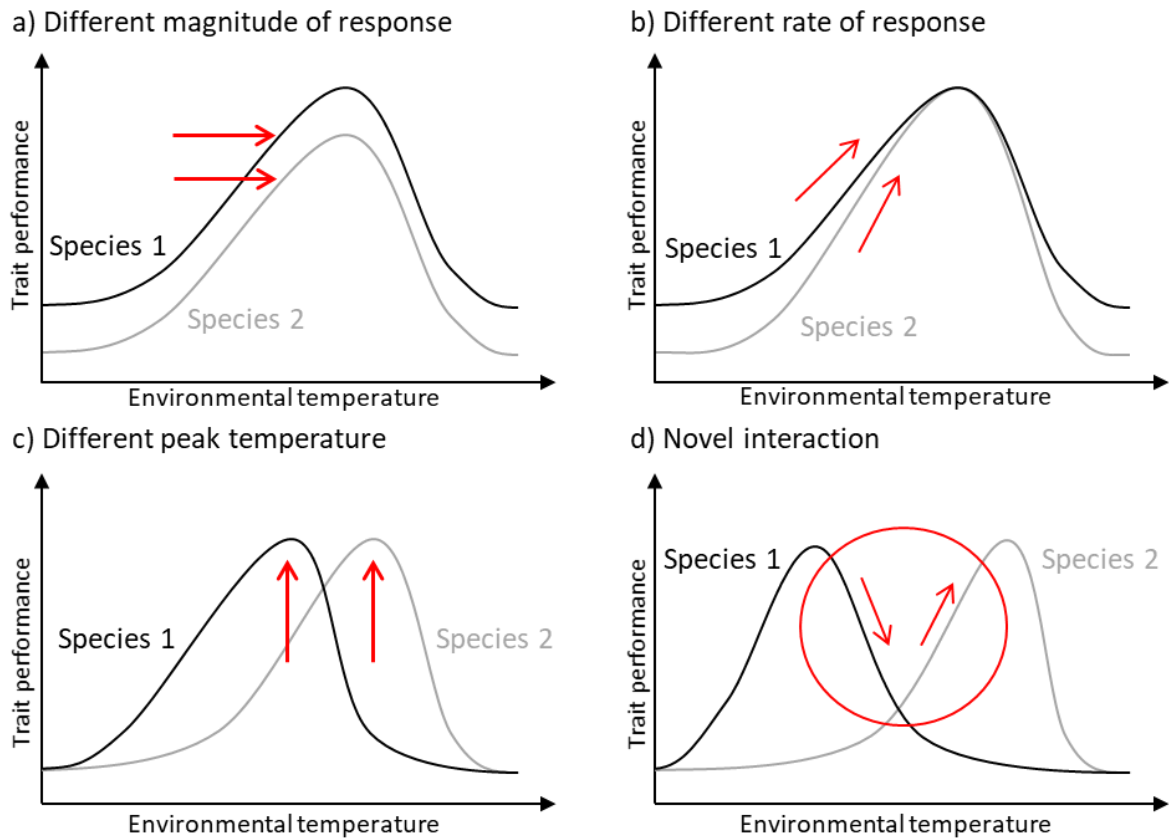 a) Different magnitude of response
Trait performance
Species 1
Species 2
Environmental temperature
b) Different rate of response
Trait performance
Species 1
Species 2
Environmental temperature
c) Different peak temperature
Trait performance
Species 1
Species 2
Environmental temperature
d) Novel interaction
Trait performance
Species 1
Species 2
Environmental temperature